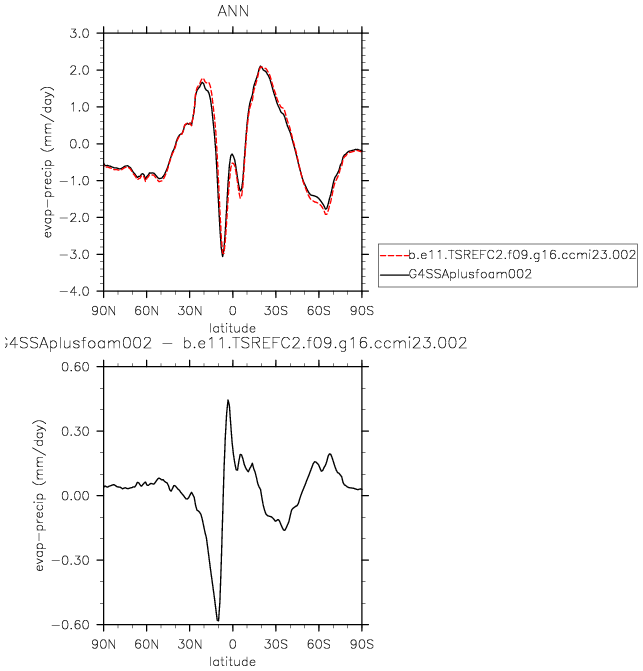 ANN
3.0
2.0
1.0
0.0
−1.0
−2.0
−3.0
−4.0
evap−precip (mm/day)
90N 60N 30N 0 30S 60S 90S
latitude
b.e11.TSREFC2.f09.g16.ccmi23.002
G4SSAplusfoam002
G4SSAplusfoam002 − b.e11.TSREFC2.f09.g16.ccmi23.002
0.60
0.30
0.00
−0.30
−0.60
evap−precip (mm/day)
90N 60N 30N 0 30S 60S 90S
latitude